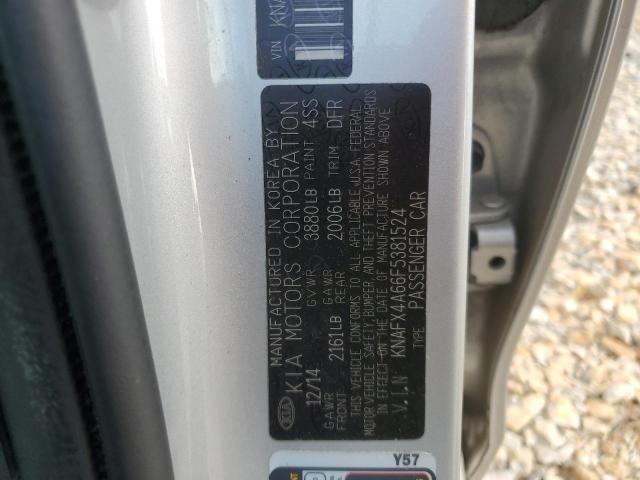 VIN KNA
MANUFACTURED IN KOREA BY
KIA MOTORS CORPORATION
12/14 GVWR 3880LB PAINT 4SS
GAWR FRONT 2161LB GAWR REAR 2006LB TRIM DFR
THIS VEHICLE CONFORMS TO ALL APPLICABLE U.S.A. FEDERAL
MOTOR VEHICLE SAFETY, BUMPER, AND THEFT PREVENTION STANDARDS
IN EFFECT ON THE DATE OF MANUFACTURE SHOWN ABOVE
V.I.N KNAFX4A66F5381524
TYPE PASSENGER CAR
KIA
Y57